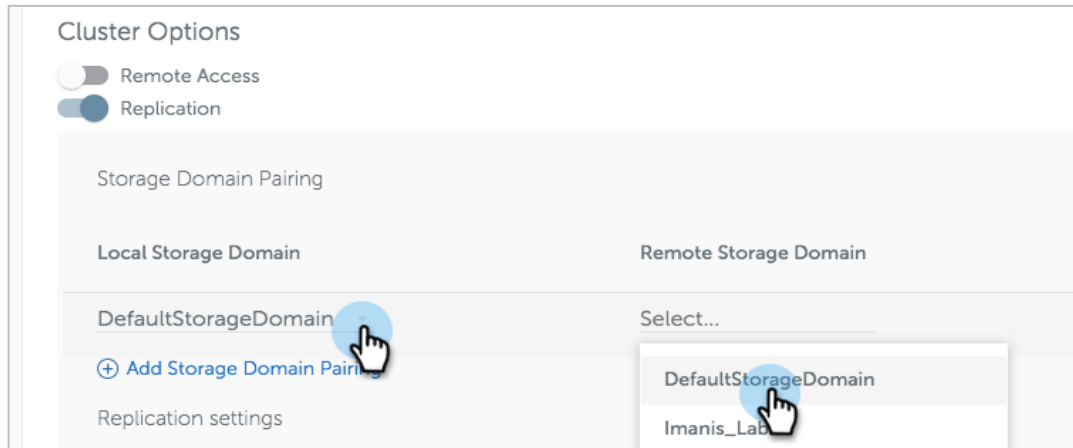 Cluster Options
Remote Access
Replication
Storage Domain Pairing
Local Storage Domain Remote Storage Domain
DefaultStorageDomain Select...
Add Storage Domain Pairing
DefaultStorageDomain
Replication settings
Imanis_Lab